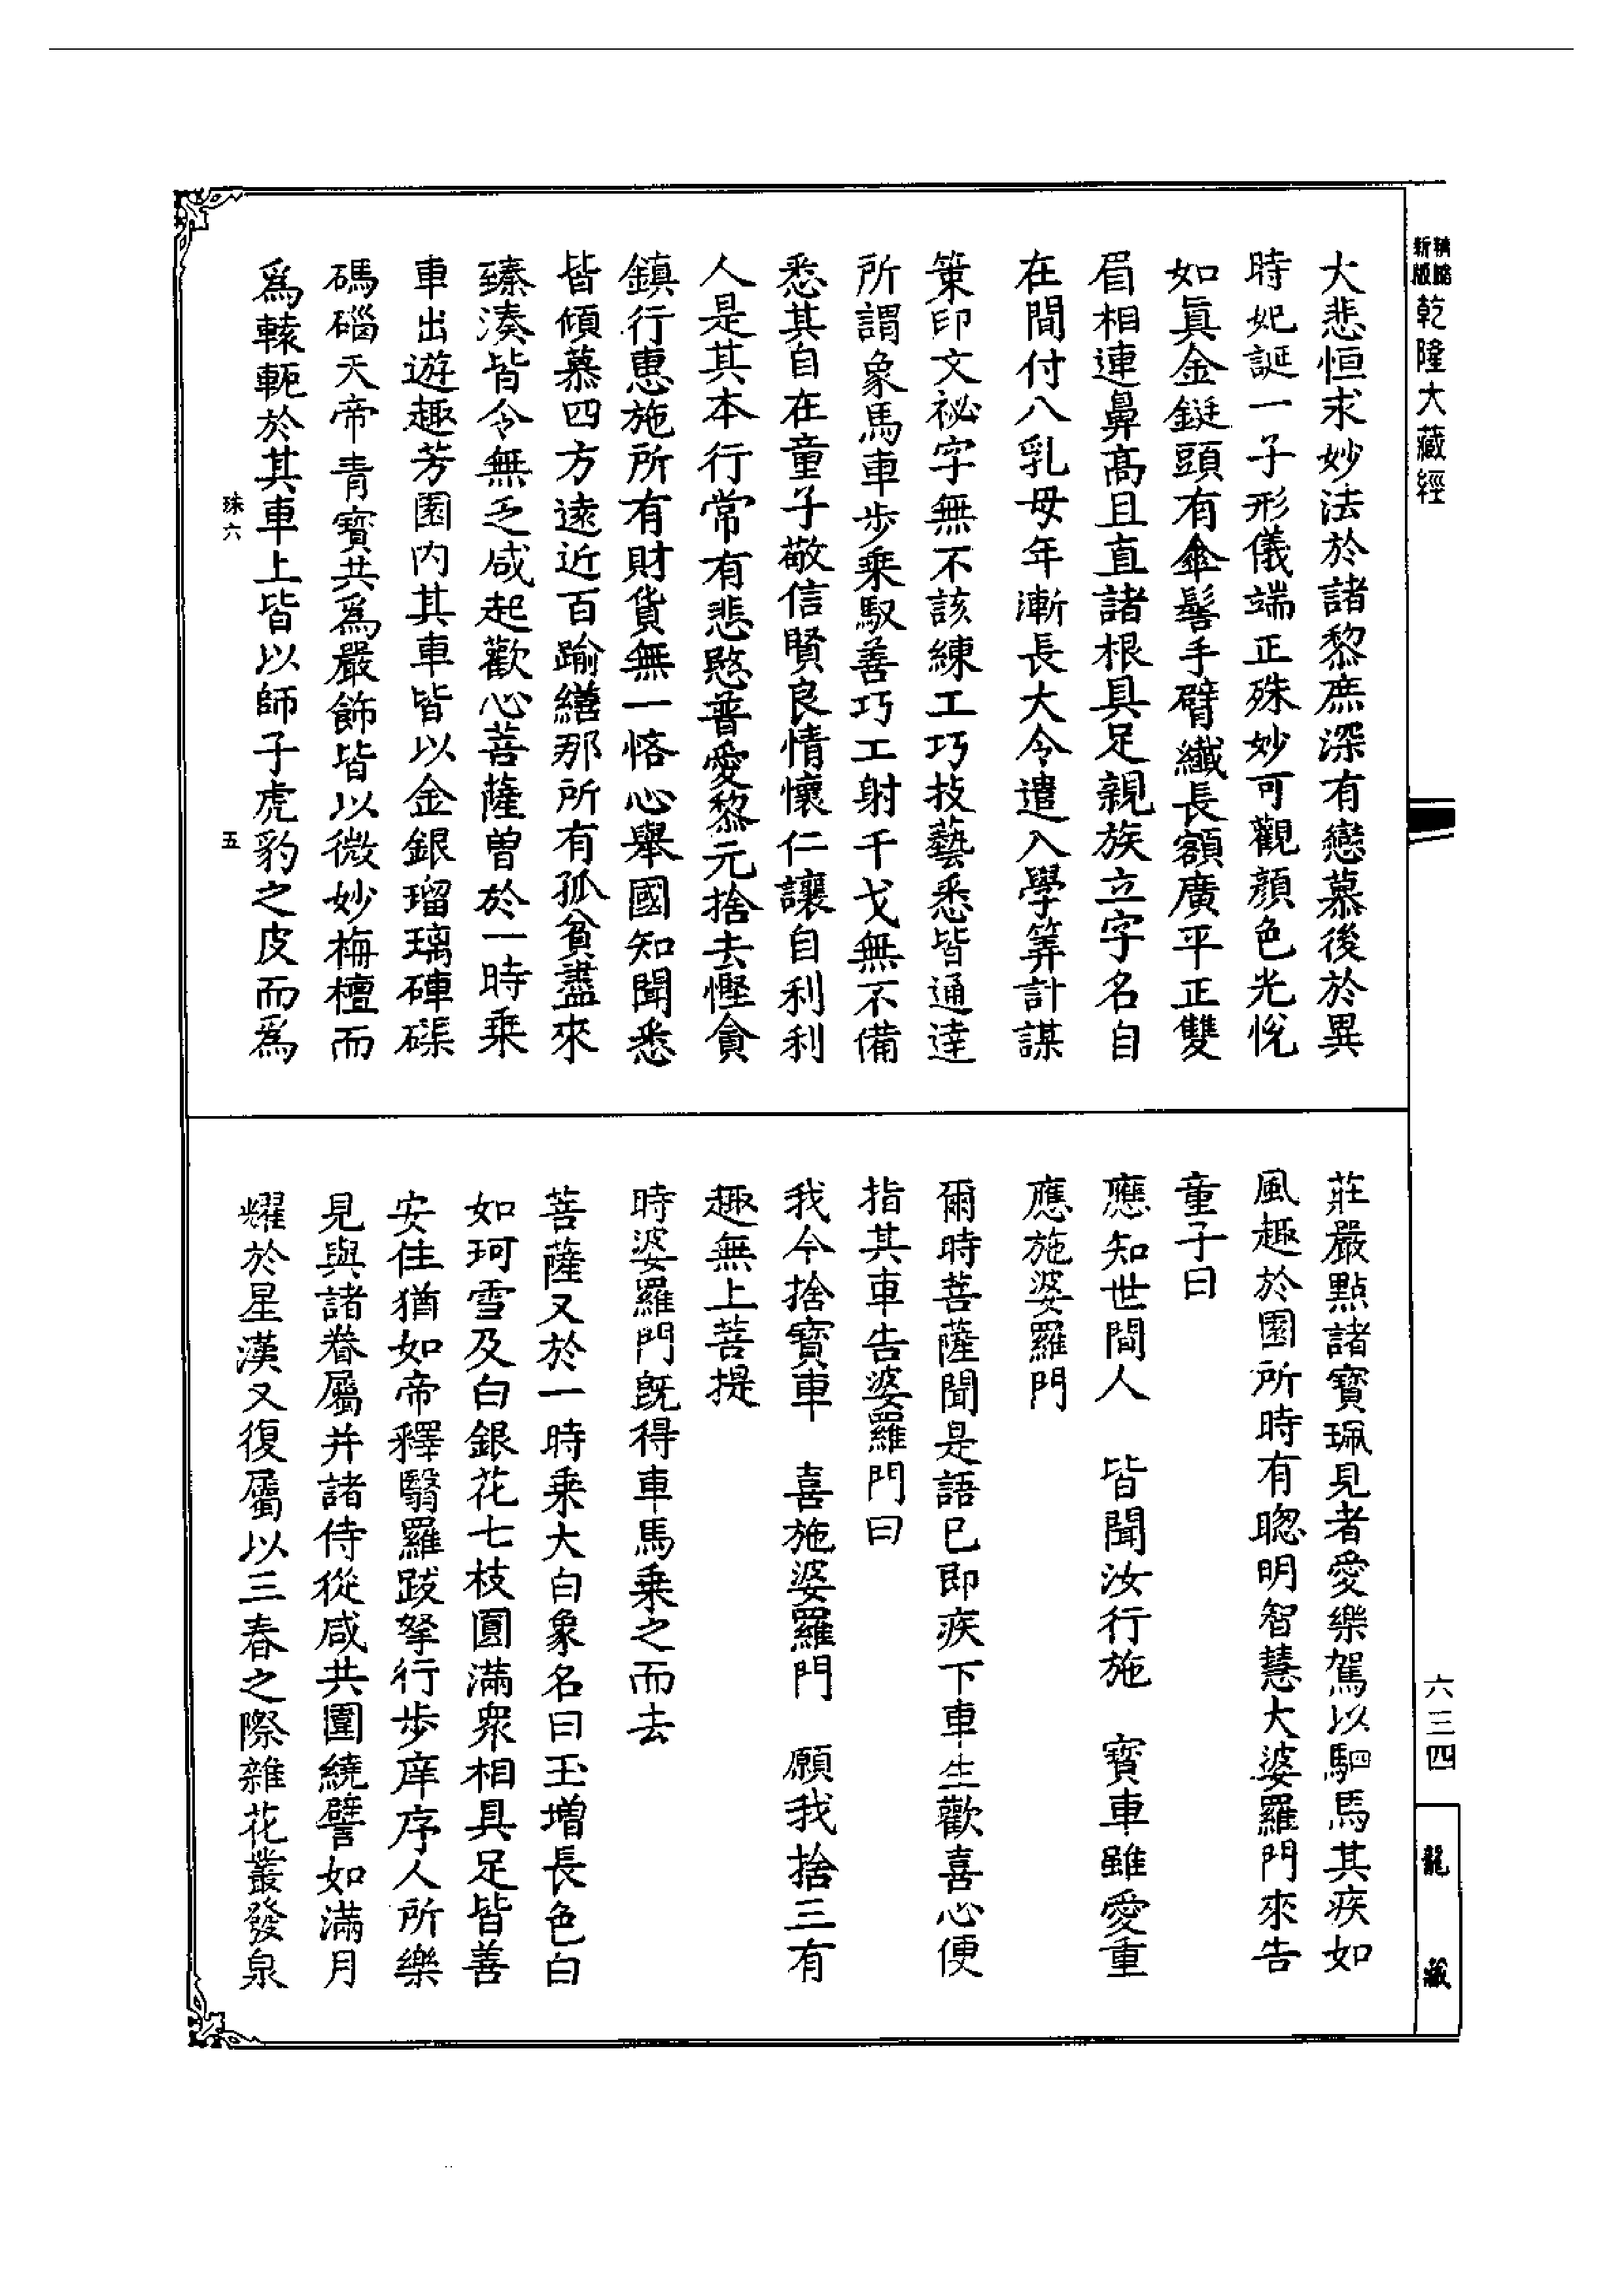 新版精縮乾隆大藏經
大悲恒求妙法於諸黎庶深有戀慕後於異
時妃誕一子形儀端正殊妙可觀顏色光悅
如眞金鋌頭有傘髻手臂纖長額廣平正雙
眉相連鼻高且直諸根具足親族立字名自
在間付八乳母年漸長大令遣入學筭計謀
策印文祕字無不該練工巧技藝悉皆通達
所謂象馬車步乗馭善巧工射千戈無不備
悉其自在童子敬信賢良情懷仁讓自利利
人是其本行常有悲愍普愛黎元捨去慳貪
鎮行恵施所有財貨無一悋心舉國知聞悉
皆傾慕四方遠近百踰繕那所有孤貧盡來
臻湊皆令無乏咸起歡心菩薩曽於一時乗
車出遊趣芳園内其車皆以金銀瑠璃硨磲
碼碯天帝青寶共爲嚴飾皆以微妙栴檀而
爲轅軛於其車上皆以師子虎豹之皮而爲
殊六
五
莊嚴點諸寶珮見者愛樂駕以駟馬其疾如
風趣於園所時有聰明智慧大婆羅門來告
童子曰
應知世間人　皆聞汝行施　寶車雖愛重
應施婆羅門
爾時菩薩聞是語已即疾下車生歡喜心便
指其車告婆羅門曰
我今捨寶車　喜施婆羅門　願我捨三有
趣無上菩提
時婆羅門旣得車馬乗之而去
菩薩又於一時乗大白象名曰王增長色白
如珂雪及白銀花七枝圓滿衆相具足皆善
安住猶如帝釋翳羅跋拏行步庠序人所樂
見與諸眷屬并諸侍從咸共圍繞譬如滿月
耀於星漢又復屬以三春之際雜花叢發泉
六三四
龍藏